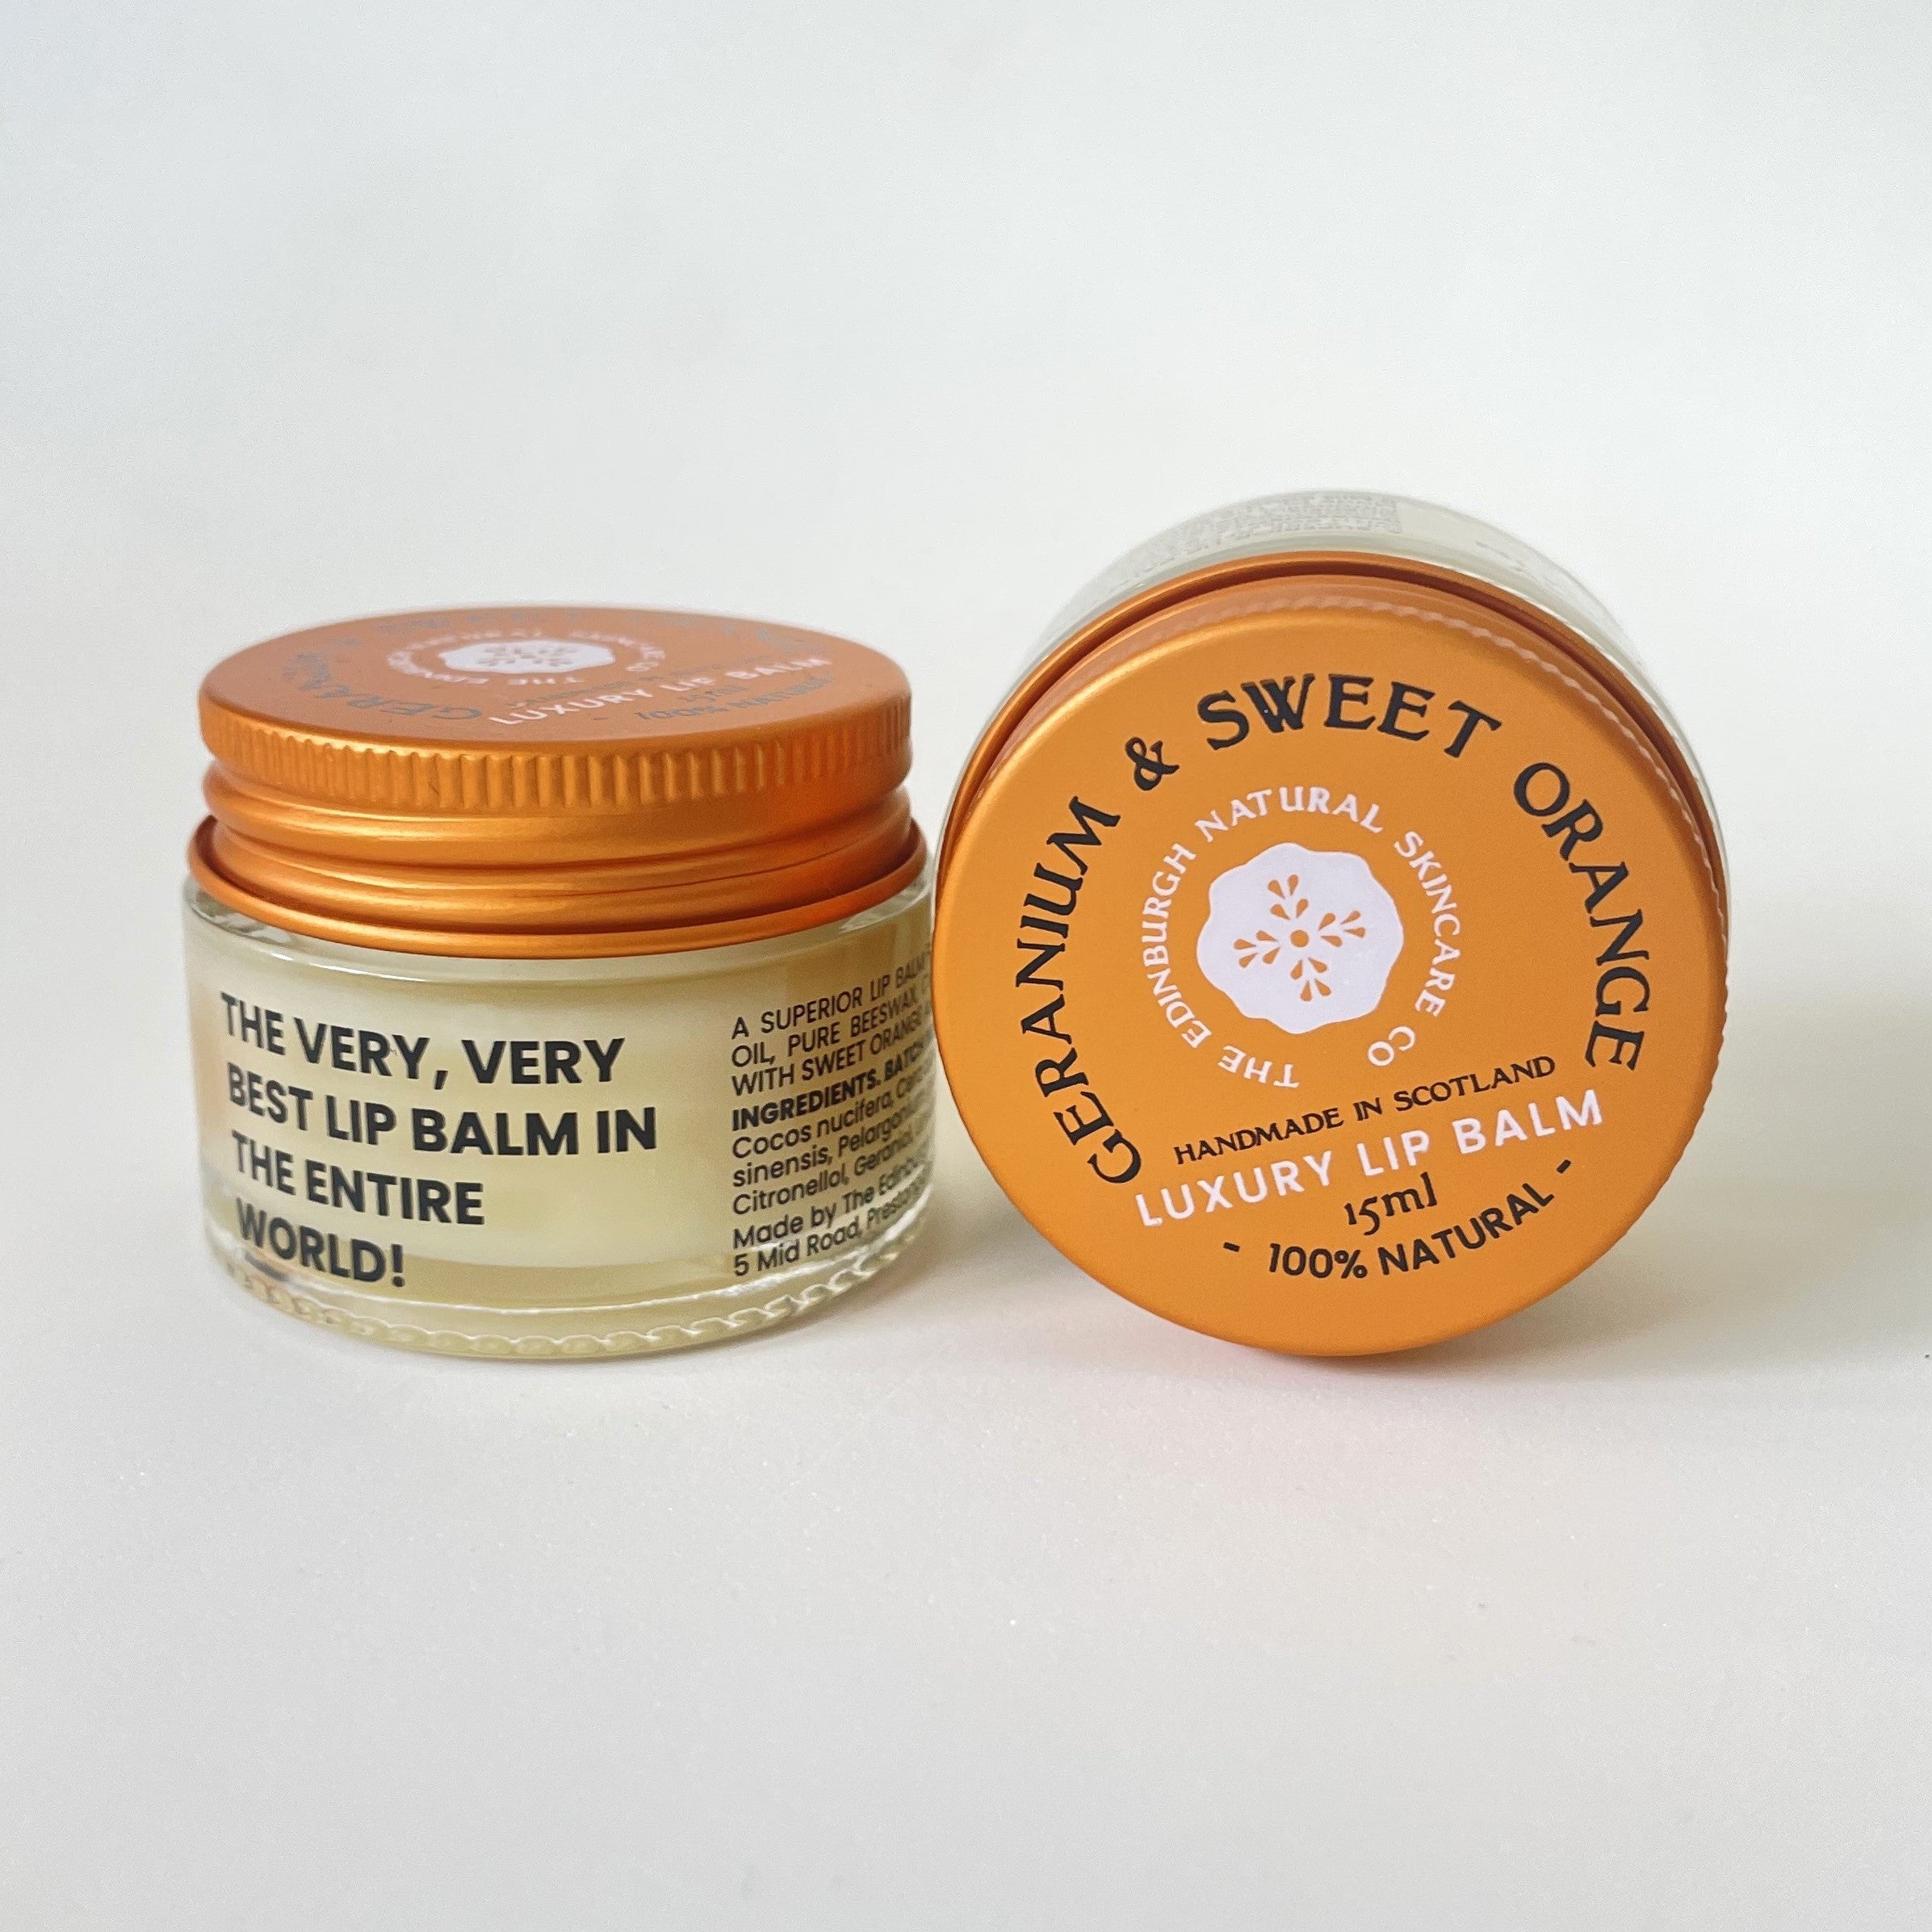 THE VERY, VERY
BEST LIP BALM IN
THE ENTIRE
WORLD!
A SUPERIOR LIP BALM
OIL, PURE BEESWAX,
WITH SWEET ORANGE
INGREDIENTS. BATCH
Cocos nucifera,
sinensis,
Citronellol, Geraniol,
Made by The
5 Mid Road,
LUXURY LIP BALM
100% NATURAL
GERANIUM & SWEET ORANGE
THE EDINBURGH NATURAL SKINCARE CO
HANDMADE IN SCOTLAND
LUXURY LIP BALM
15ml
- 100% NATURAL -